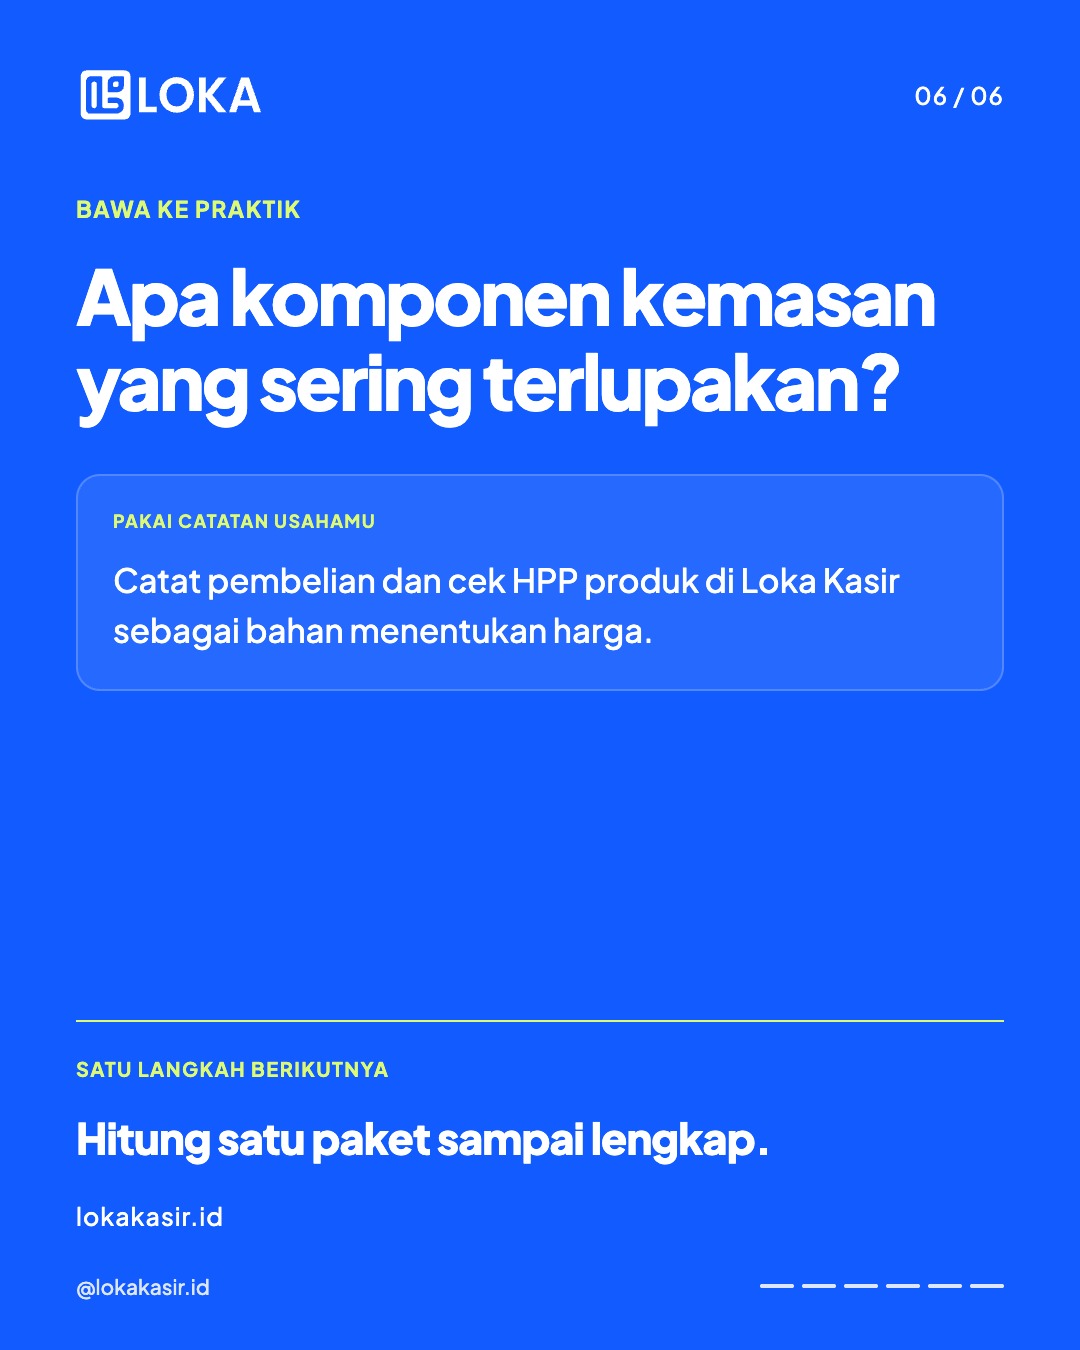 LOKA
06 / 06
BAWA KE PRAKTIK
Apa komponen kemasan
yang sering terlupakan?
PAKAI CATATAN USAHAMU
Catat pembelian dan cek HPP produk di Loka Kasir
sebagai bahan menentukan harga.
SATU LANGKAH BERIKUTNYA
Hitung satu paket sampai lengkap.
lokakasir.id
@lokakasir.id